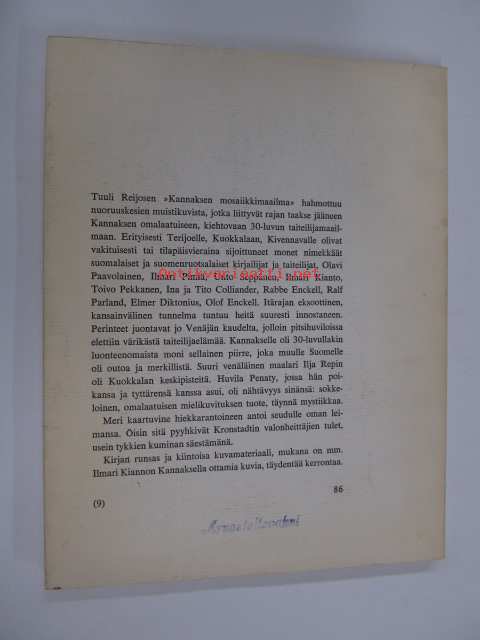 Tuuli Reijosen »Kannaksen mosaiikkimaailma» hahmottuu
nuoruuskesien muistikuvista, jotka liittyvät rajan taakse jääneen
Kannaksen omalaatuiseen, kiehtovaan 30-luvun taiteilijamaail-
maan. Erityisesti Terijoelle, Kuokkalaan, Kivennavalle olivat
vakituisesti tai tilapäisvieraina sijoittuneet monet nimekkäät
suomalaiset ja suomenruotsalaiset kirjailijat ja taiteilijat, Olavi
Paavolainen, Ilmari Pälsi, Unto Seppänen, Ilmari Kianto,
Toivo Pekkanen, Ina ja Tito Colliander, Rabbe Enckell, Ralf
Parland, Elmer Diktonius, Olof Enckell. Itärajan eksoottinen,
kansainvälinen tunnelma tuntuu heitä suuresti innostaneen.
Perinteet juontavat jo Venäjän kaudelta, jolloin pitsihuviloissa
elettiin värikästä taiteilijaelämää. Kannakselle oli 30-luvullakin
luonteenomaista moni sellainen piirre, joka muulle Suomelle
oli outoa ja merkillistä. Suuri venäläinen maalari Ilja Repin
oli Kuokkalan keskipisteitä. Huvila Penaty, jossa hän poi-
kansa ja tyttärensä kanssa asui, oli nähtävyys sinänsä: sokke-
loinen, omalaatuisen mielikuvituksen tuote, täynnä mystiikkaa.
Meri kaartuvine hiekkarantoineen antoi seudulle oman lei-
mansa. Öisin sitä pyyhkivät Kronstadtin valonheittäjien tulet,
usein tykkien kuminan säestämänä.
Kirjan runsas ja kiintoisa kuvamateriaali, mukana on mm.
Ilmari Kiannon Kannaksella ottamia kuvia, täydentää kerrontaa.
(9)
86